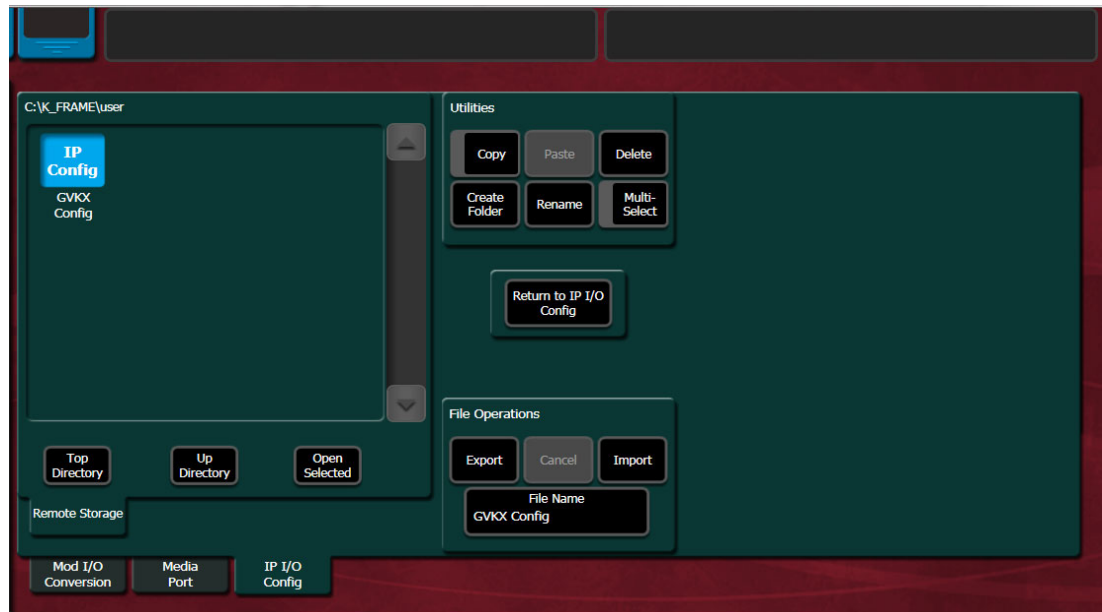 C:\K_FRAME\user
IP
Config
GVKX
Config
Top
Directory
Up
Directory
Open
Selected
Remote Storage
Utilities
Copy
Paste
Delete
Create
Folder
Rename
Multi-
Select
Return to IP I/O
Config
File Operations
Export
Cancel
Import
File Name
GVKX Config
Mod I/O
Conversion
Media
Port
IP I/O
Config